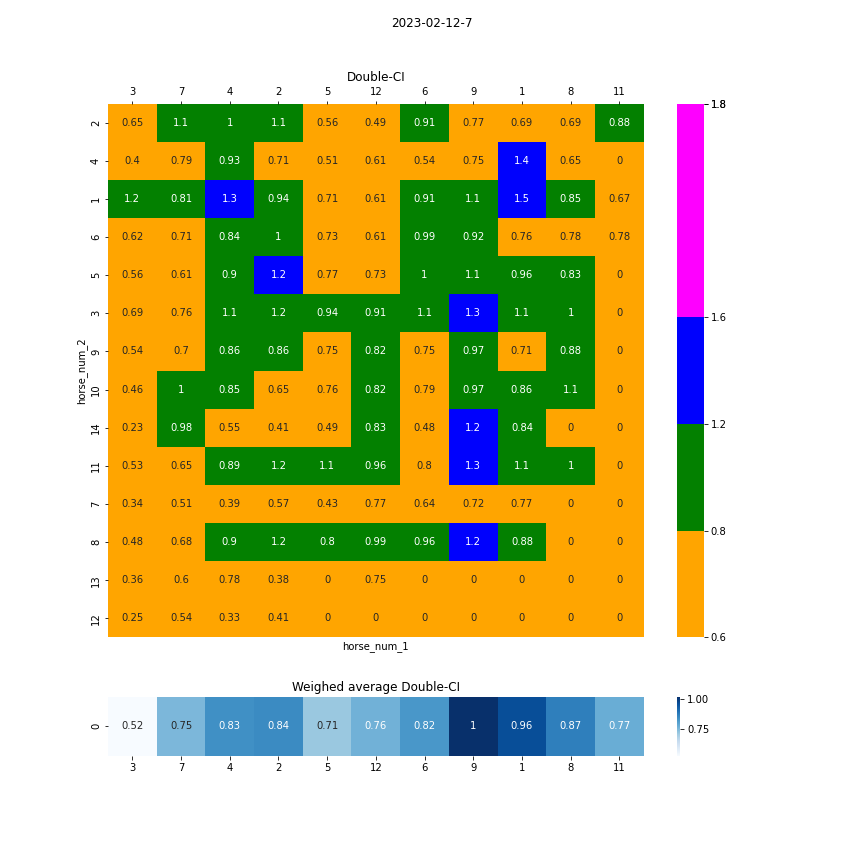 2023-02-12-7
Double-CI
3 7 4 2 5 12 6 9 1 8 11
2 0.65 1.1 1 1.1 0.56 0.49 0.91 0.77 0.69 0.69 0.88
4 0.4 0.79 0.93 0.71 0.51 0.61 0.54 0.75 1.4 0.65 0
1 1.2 0.81 1.3 0.94 0.71 0.61 0.91 1.1 1.5 0.85 0.67
6 0.62 0.71 0.84 1 0.73 0.61 0.99 0.92 0.76 0.78 0.78
5 0.56 0.61 0.9 1.2 0.77 0.73 1 1.1 0.96 0.83 0
3 0.69 0.76 1.1 1.2 0.94 0.91 1.1 1.3 1.1 1 0
9 0.54 0.7 0.86 0.86 0.75 0.82 0.75 0.97 0.71 0.88 0
10 0.46 1 0.85 0.65 0.76 0.82 0.79 0.97 0.86 1.1 0
14 0.23 0.98 0.55 0.41 0.49 0.83 0.48 1.2 0.84 0 0
11 0.53 0.65 0.89 1.2 1.1 0.96 0.8 1.3 1.1 1 0
7 0.34 0.51 0.39 0.57 0.43 0.77 0.64 0.72 0.77 0 0
8 0.48 0.68 0.9 1.2 0.8 0.99 0.96 1.2 0.88 0 0
13 0.36 0.6 0.78 0.38 0 0.75 0 0 0 0 0
12 0.25 0.54 0.33 0.41 0 0 0 0 0 0 0
horse_num_2
horse_num_1
1.8
1.6
1.2
0.8
0.6
Weighed average Double-CI
0 0.52 0.75 0.83 0.84 0.71 0.76 0.82 1 0.96 0.87 0.77
3 7 4 2 5 12 6 9 1 8 11
1.00
0.75